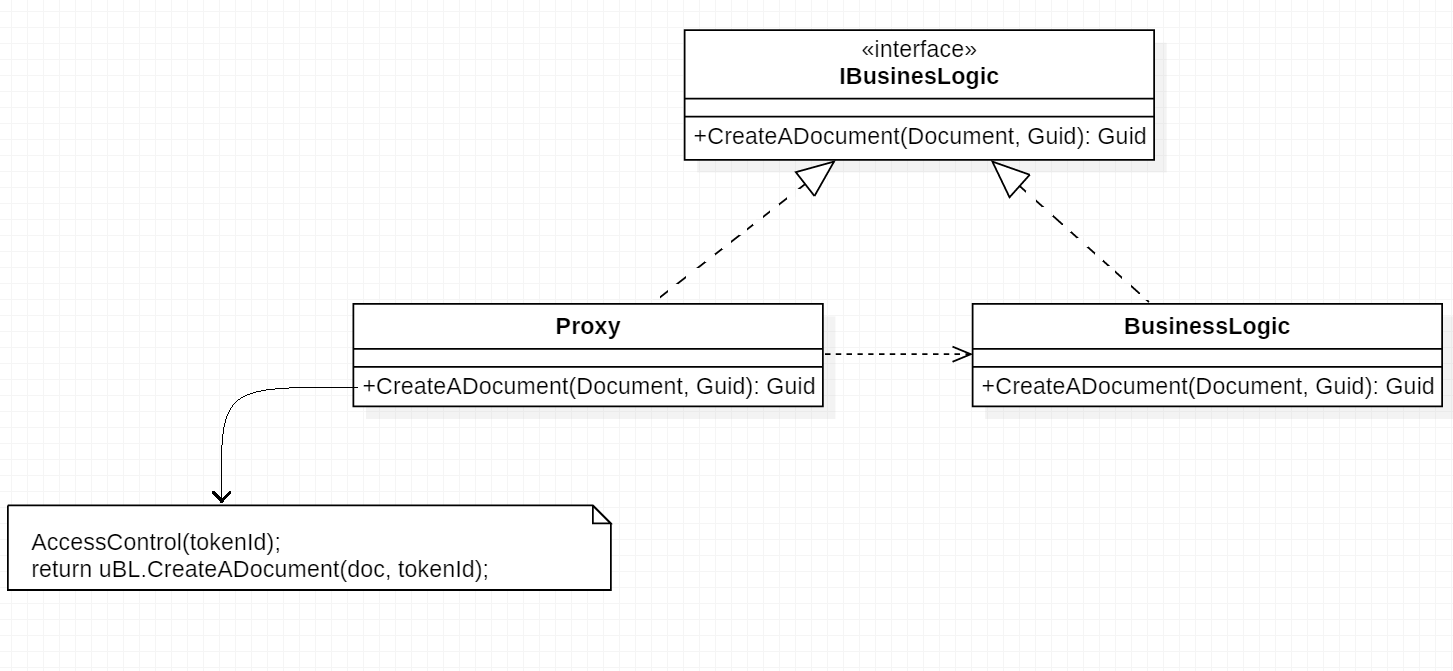 «interface»
IBusinesLogic
+CreateADocument(Document, Guid): Guid
Proxy
+CreateADocument(Document, Guid): Guid
BusinessLogic
+CreateADocument(Document, Guid): Guid
AccessControl(tokenId);
return uBL.CreateADocument(doc, tokenId);